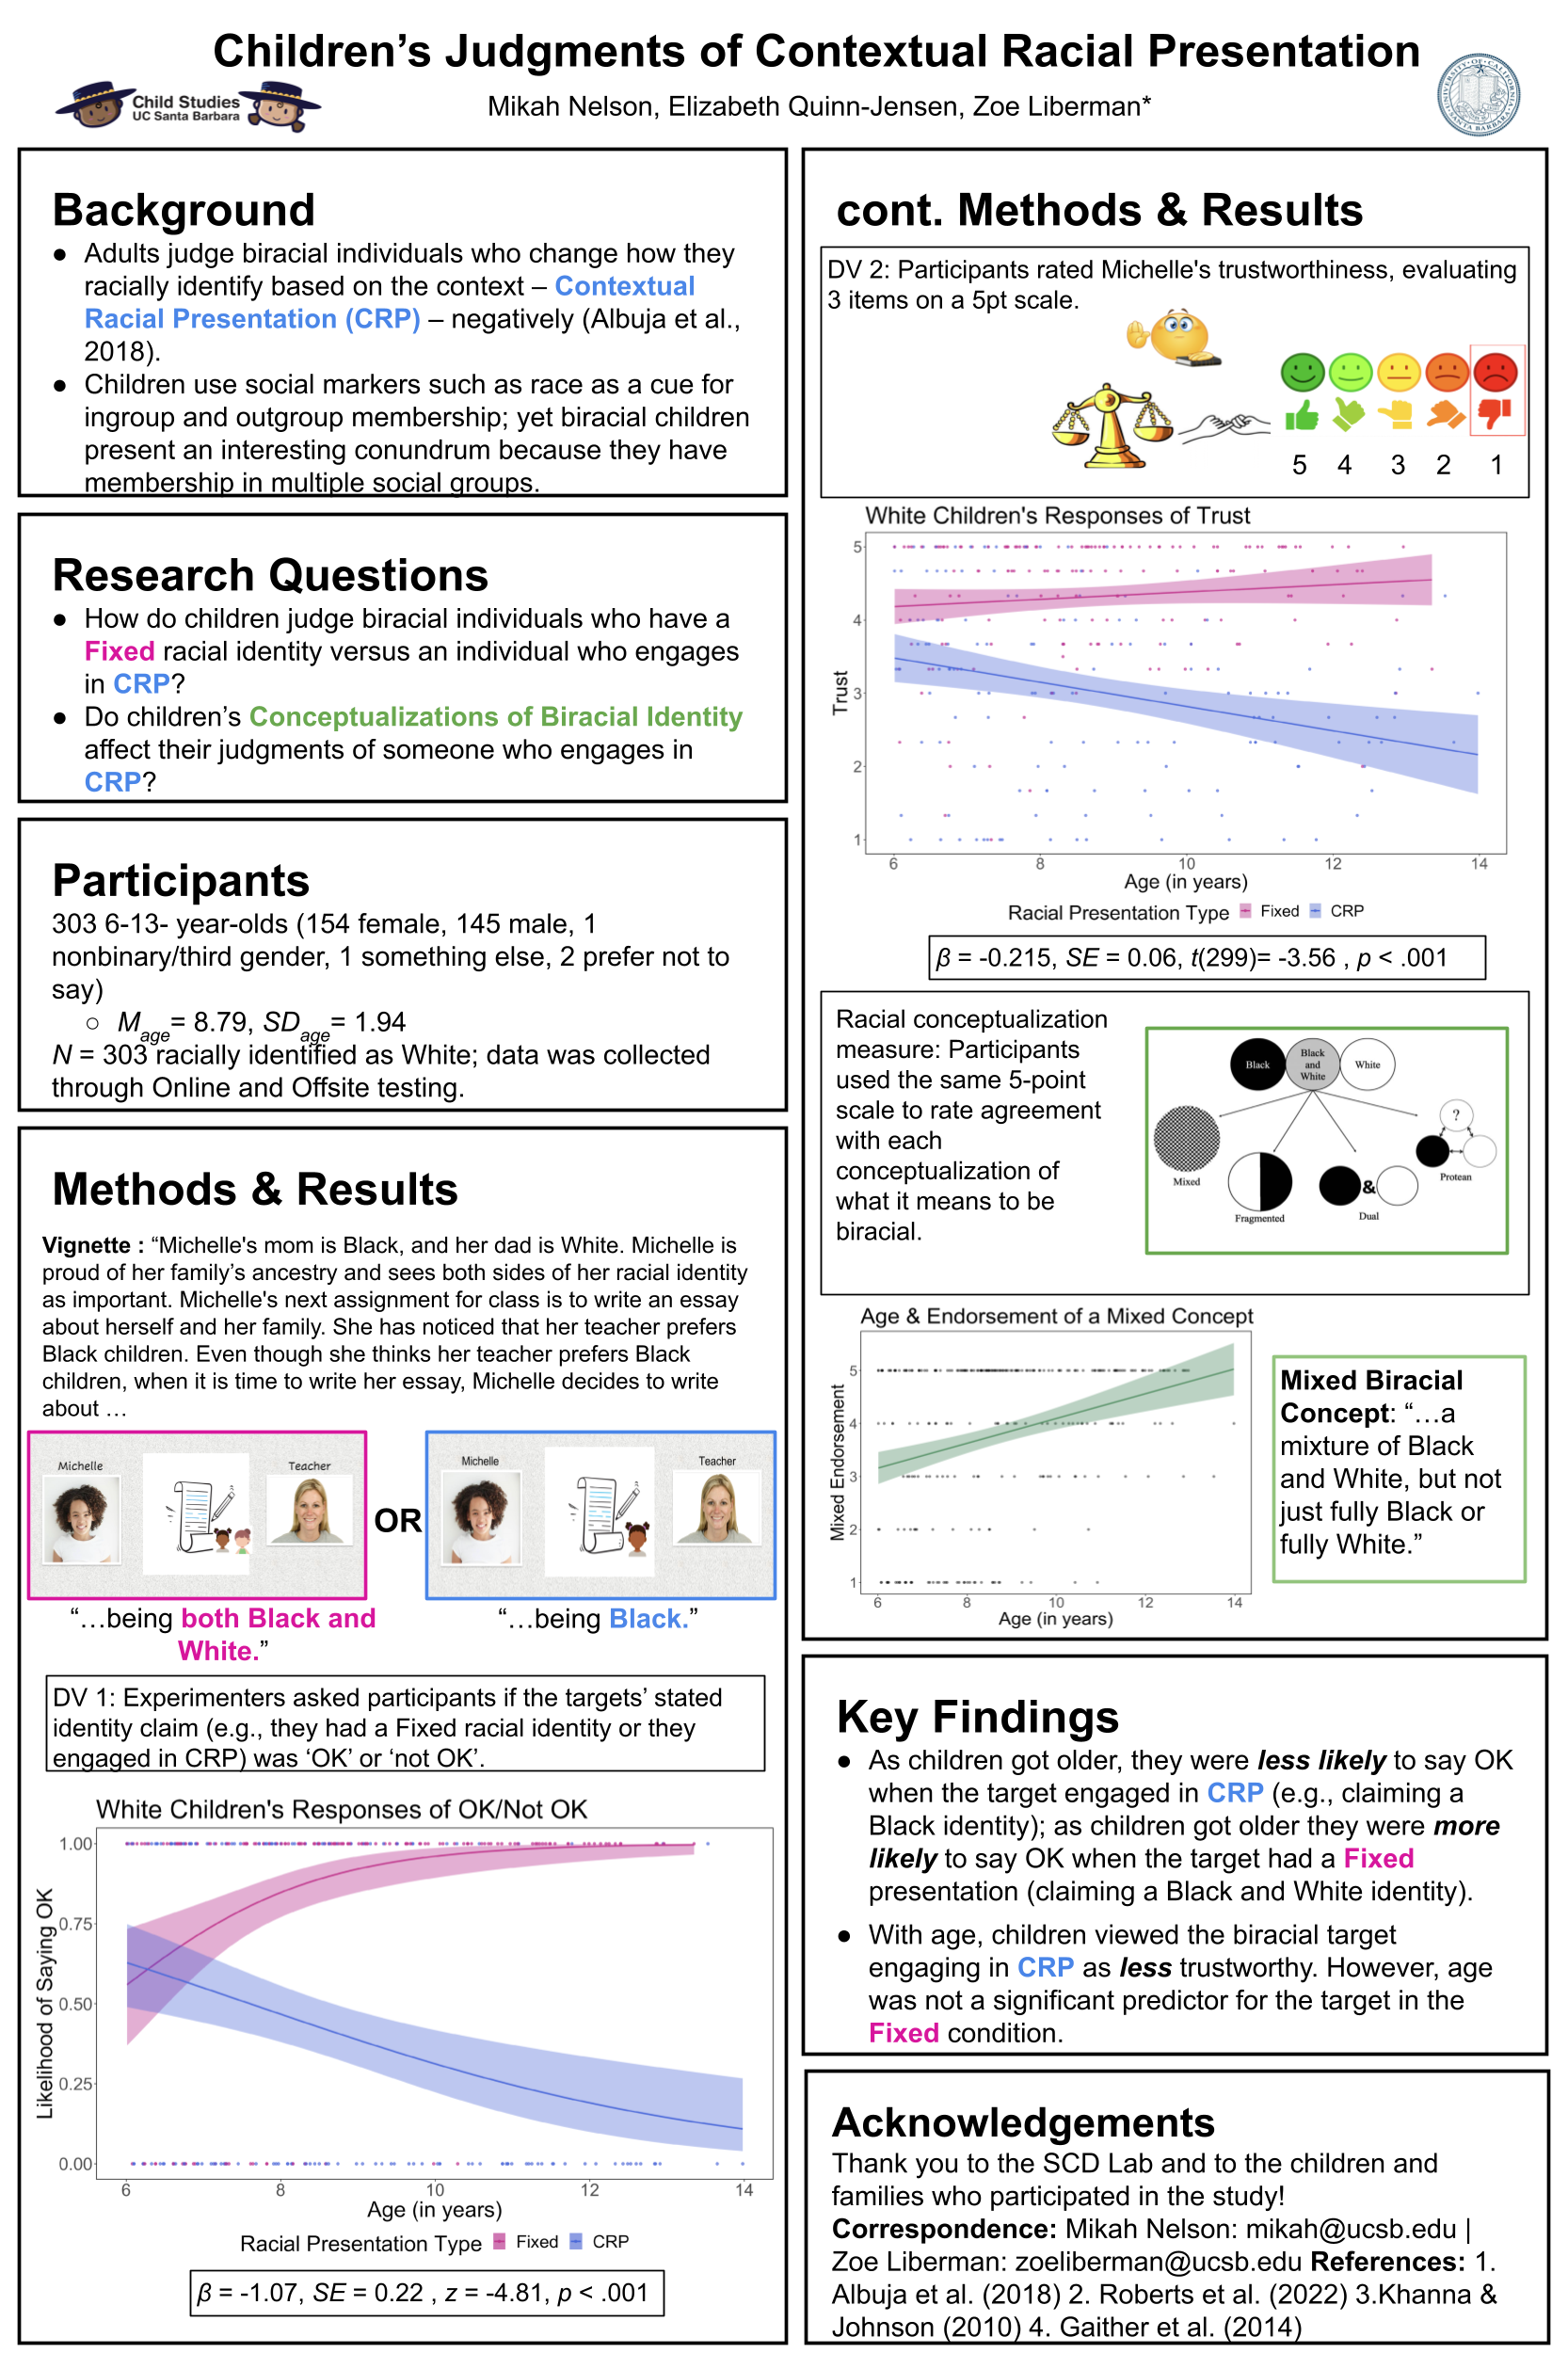 Children’s Judgments of Contextual Racial Presentation
Child Studies
UC Santa Barbara
Mikah Nelson, Elizabeth Quinn-Jensen, Zoe Liberman*
UNIVERSITY OF CALIFORNIA
SANTA BARBARA
Background
● Adults judge biracial individuals who change how they
racially identify based on the context – Contextual
Racial Presentation (CRP) – negatively (Albuja et al.,
2018).
● Children use social markers such as race as a cue for
ingroup and outgroup membership; yet biracial children
present an interesting conundrum because they have
membership in multiple social groups.
Research Questions
● How do children judge biracial individuals who have a
Fixed racial identity versus an individual who engages
in CRP?
● Do children’s Conceptualizations of Biracial Identity
affect their judgments of someone who engages in
CRP?
Participants
303 6-13- year-olds (154 female, 145 male, 1
nonbinary/third gender, 1 something else, 2 prefer not to
say)
○ Mage= 8.79, SDage= 1.94
N = 303 racially identified as White; data was collected
through Online and Offsite testing.
Methods & Results
Vignette : “Michelle's mom is Black, and her dad is White. Michelle is
proud of her family’s ancestry and sees both sides of her racial identity
as important. Michelle's next assignment for class is to write an essay
about herself and her family. She has noticed that her teacher prefers
Black children. Even though she thinks her teacher prefers Black
children, when it is time to write her essay, Michelle decides to write
about …
Michelle
Teacher
OR
Michelle
Teacher
“…being both Black and
White.”
“…being Black.”
DV 1: Experimenters asked participants if the targets’ stated
identity claim (e.g., they had a Fixed racial identity or they
engaged in CRP) was ‘OK’ or ‘not OK’.
White Children's Responses of OK/Not OK
Likelihood of Saying OK
1.00
0.75
0.50
0.25
0.00
6 8 10 12 14
Age (in years)
Racial Presentation Type Fixed CRP
β = -1.07, SE = 0.22 , z = -4.81, p < .001
cont. Methods & Results
DV 2: Participants rated Michelle's trustworthiness, evaluating
3 items on a 5pt scale.
5 4 3 2 1
White Children's Responses of Trust
Trust
5
4
3
2
1
6 8 10 12 14
Age (in years)
Racial Presentation Type Fixed CRP
β = -0.215, SE = 0.06, t(299)= -3.56 , p < .001
Racial conceptualization
measure: Participants
used the same 5-point
scale to rate agreement
with each
conceptualization of
what it means to be
biracial.
Black
Black
and
White
White
?
Mixed
Fragmented
&
Dual
Protean
Age & Endorsement of a Mixed Concept
Mixed Endorsement
5
4
3
2
1
6 8 10 12 14
Age (in years)
Mixed Biracial
Concept: “…a
mixture of Black
and White, but not
just fully Black or
fully White.”
Key Findings
● As children got older, they were less likely to say OK
when the target engaged in CRP (e.g., claiming a
Black identity); as children got older they were more
likely to say OK when the target had a Fixed
presentation (claiming a Black and White identity).
● With age, children viewed the biracial target
engaging in CRP as less trustworthy. However, age
was not a significant predictor for the target in the
Fixed condition.
Acknowledgements
Thank you to the SCD Lab and to the children and
families who participated in the study!
Correspondence: Mikah Nelson: mikah@ucsb.edu |
Zoe Liberman: zoeliberman@ucsb.edu References: 1.
Albuja et al. (2018) 2. Roberts et al. (2022) 3.Khanna &
Johnson (2010) 4. Gaither et al. (2014)